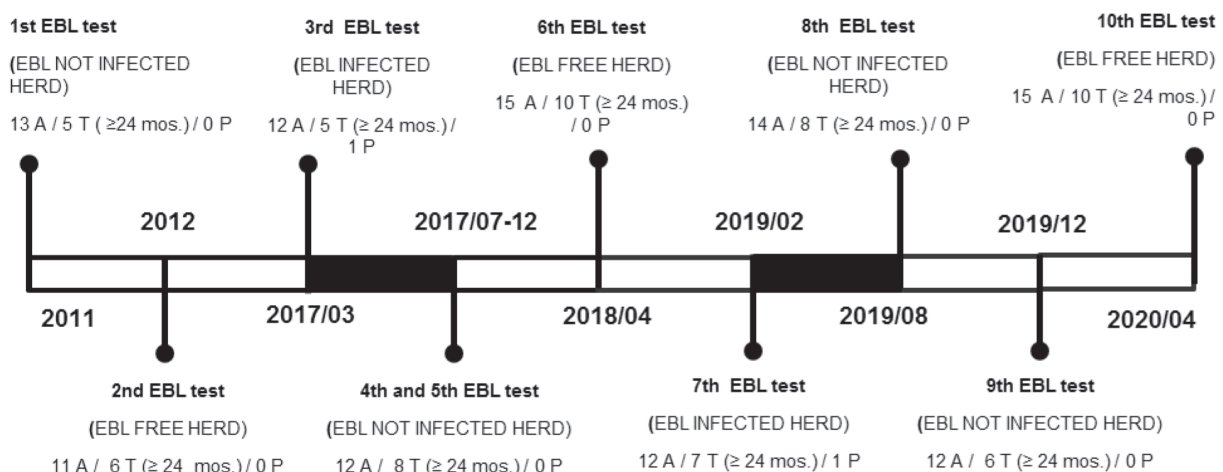 1st EBL test
(EBL NOT INFECTED
HERD)
13 A / 5 T ( ≥24 mos.) / 0 P
3rd EBL test
(EBL INFECTED
HERD)
12 A / 5 T (≥ 24 mos.) /
1 P
6th EBL test
(EBL FREE HERD)
15 A / 10 T (≥ 24 mos.)
/ 0 P
8th EBL test
(EBL NOT INFECTED
HERD)
14 A / 8 T (≥ 24 mos.) / 0 P
10th EBL test
(EBL FREE HERD)
15 A / 10 T (≥ 24 mos.) /
0 P
2012
2017/07-12
2019/02
2019/12
2011
2017/03
2018/04
2019/08
2020/04
2nd EBL test
(EBL FREE HERD)
11 A / 6 T (≥ 24 mos.) / 0 P
4th and 5th EBL test
(EBL NOT INFECTED HERD)
12 A / 8 T (≥ 24 mos.) / 0 P
7th EBL test
(EBL INFECTED HERD)
12 A / 7 T (≥ 24 mos.) / 1 P
9th EBL test
(EBL NOT INFECTED HERD)
12 A / 6 T (≥ 24 mos.) / 0 P